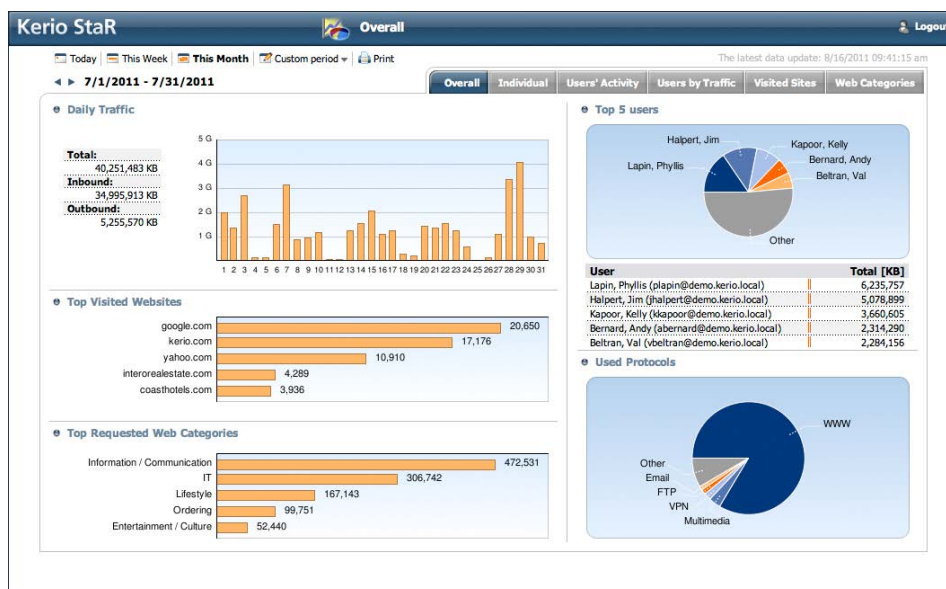 Kerio StaR
Overall
Logout
Today
This Week
This Month
Custom period
Print
The latest data update: 8/16/2011 09:41:15 am
7/1/2011 - 7/31/2011
Overall
Individual
Users' Activity
Users by Traffic
Visited Sites
Web Categories
Daily Traffic
Total:
40,251,483 KB
Inbound:
34,995,913 KB
Outbound:
5,255,570 KB
5 G
4 G
3 G
2 G
1 G
1 2 3 4 5 6 7 8 9 10 11 12 13 14 15 16 17 18 19 20 21 22 23 24 25 26 27 28 29 30 31
Top Visited Websites
google.com 20,650
kerio.com 17,176
yahoo.com 10,910
interorealestate.com 4,289
coasthotels.com 3,936
Top Requested Web Categories
Information / Communication 472,531
IT 306,742
Lifestyle 167,143
Ordering 99,751
Entertainment / Culture 52,440
Top 5 users
Halpert, Jim
Kapoor, Kelly
Lapin, Phyllis
Bernard, Andy
Beltran, Val
Other
User Total [KB]
Lapin, Phyllis (plapin@demo.kerio.local) 6,235,757
Halpert, Jim (jhalpert@demo.kerio.local) 5,078,899
Kapoor, Kelly (kkapoor@demo.kerio.local) 3,660,605
Bernard, Andy (abernard@demo.kerio.local) 2,314,290
Beltran, Val (vbeltran@demo.kerio.local) 2,284,156
Used Protocols
WWW
Other
Email
FTP
VPN
Multimedia